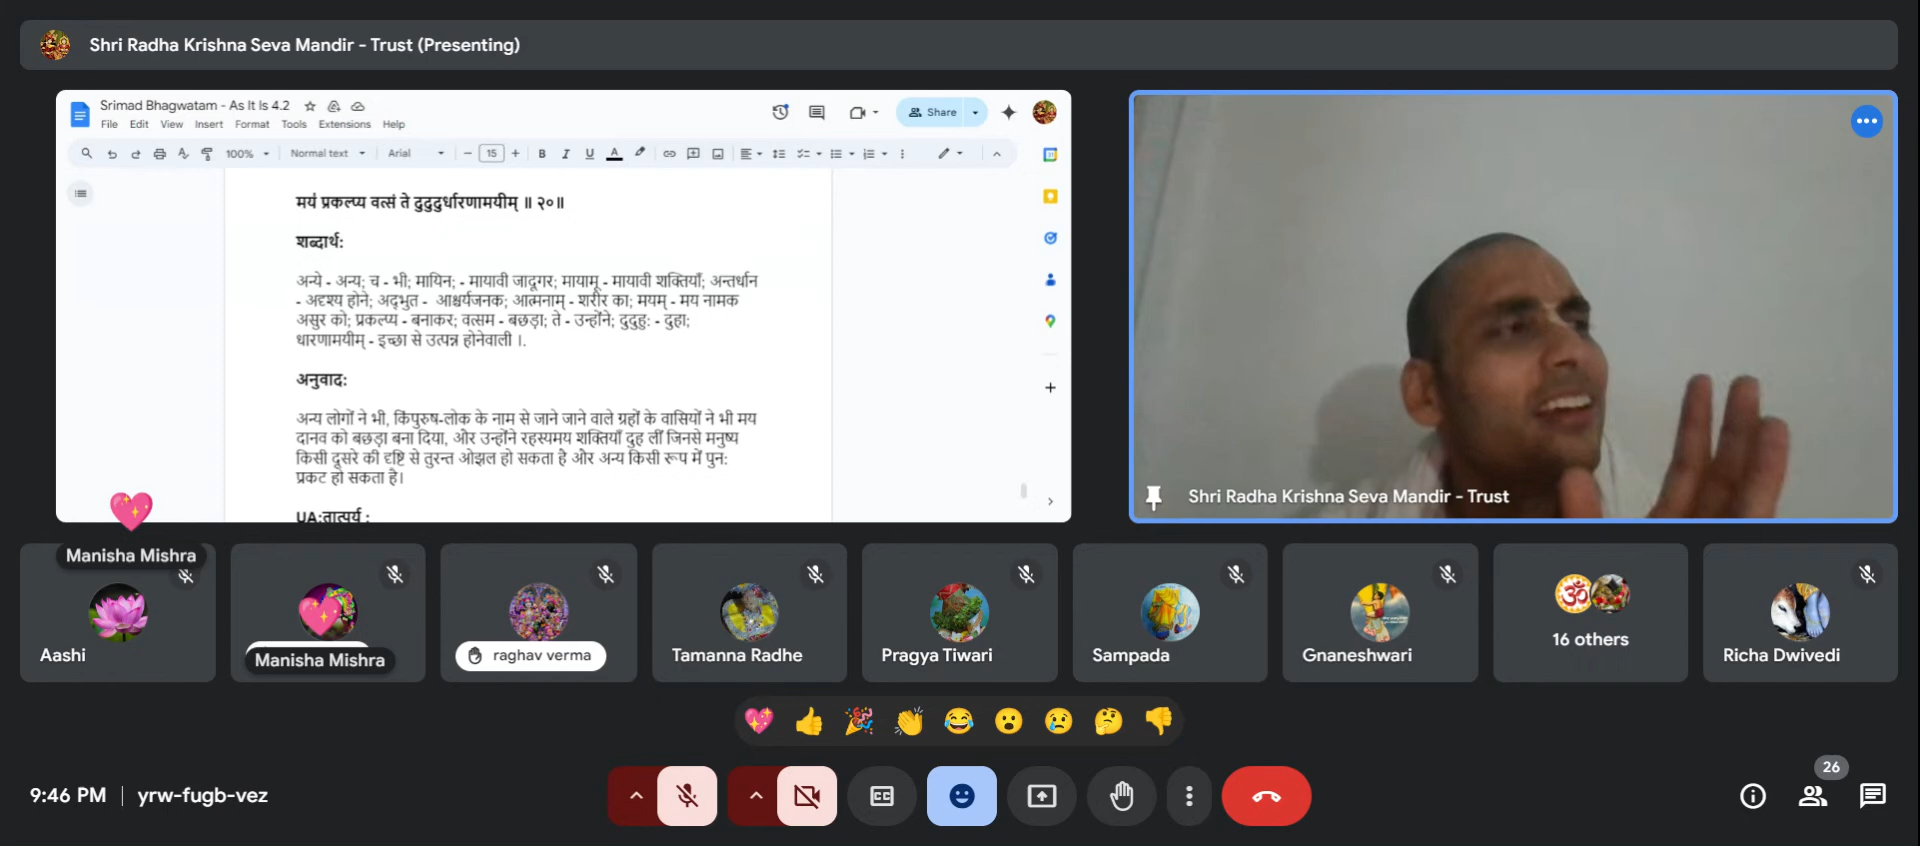 Shri Radha Krishna Seva Mandir - Trust (Presenting)
Srimad Bhagwatam - As It Is 4.2
File Edit View Insert Format Tools Extensions Help
Share
100% Normal text Arial 15 B I U A
मयं प्रकल्प्य वत्सं ते दुदुदुर्धारणामयीम् ॥ २०॥
शब्दार्थ:
अन्ये - अन्य; च - भी; मायिन; - मायावी जादूगर; मायामू - मायावी शक्तियाँ; अन्तर्धान
- अदृश्य होने; अद्भुत - आश्चर्यजनक; आत्मनाम् - शरीर का; मयम् - मय नामक
असुर को; प्रकल्प्य - बनाकर; वत्सम - बछड़ा; ते - उन्होंने; दुदुहु: - दुहा;
धारणामयीम् - इच्छा से उत्पन्न होनेवाली ।.
अनुवाद:
अन्य लोगों ने भी, किंपुरुष-लोक के नाम से जाने जाने वाले ग्रहों के वासियों ने भी मय
दानव को बछड़ा बना दिया, और उन्होंने रहस्यमय शक्तियाँ दुह लीं जिनसे मनुष्य
किसी दूसरे की दृष्टि से तुरन्त ओझल हो सकता है और अन्य किसी रूप में पुन:
प्रकट हो सकता है।
UA:तात्पर्य :
Shri Radha Krishna Seva Mandir - Trust
Manisha Mishra
Aashi
Manisha Mishra
raghav verma
Tamanna Radhe
Pragya Tiwari
Sampada
Gnaneshwari
16 others
Richa Dwivedi
9:46 PM | yrw-fugb-vez
CC
26